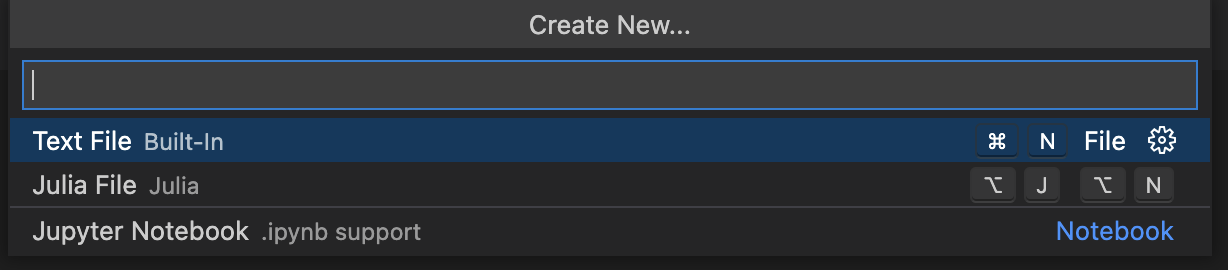 Create New...
Text File Built-In ⌘ N File
Julia File Julia ⌥ J ⌥ N
Jupyter Notebook .ipynb support Notebook